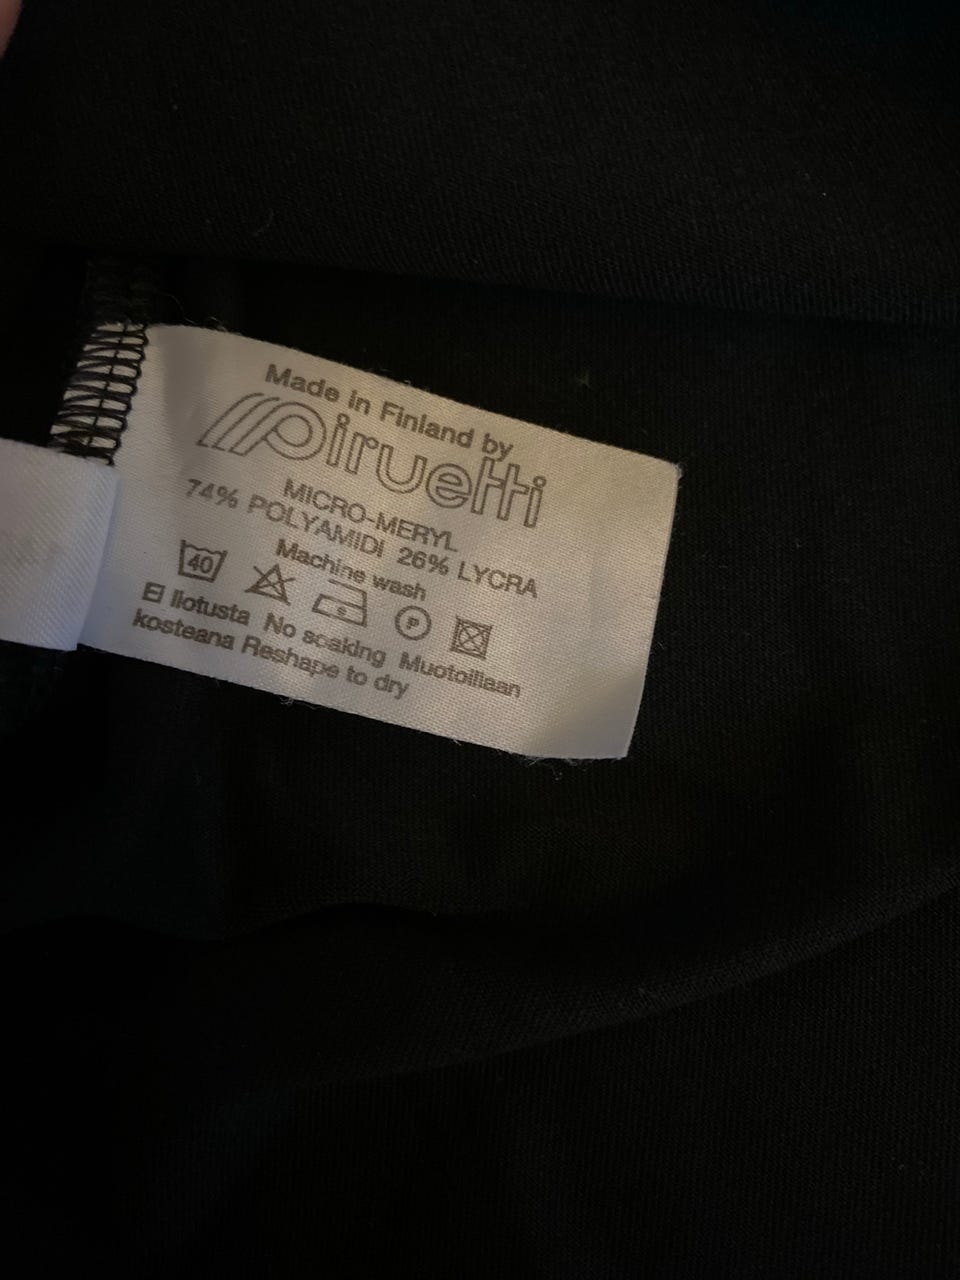 Made in Finland by
Piruetti
MICRO-MERYL
74% POLYAMIDI 26% LYCRA
Machine wash
40 P
Ei liotusta No soaking Muotoillaan
kosteana Reshape to dry